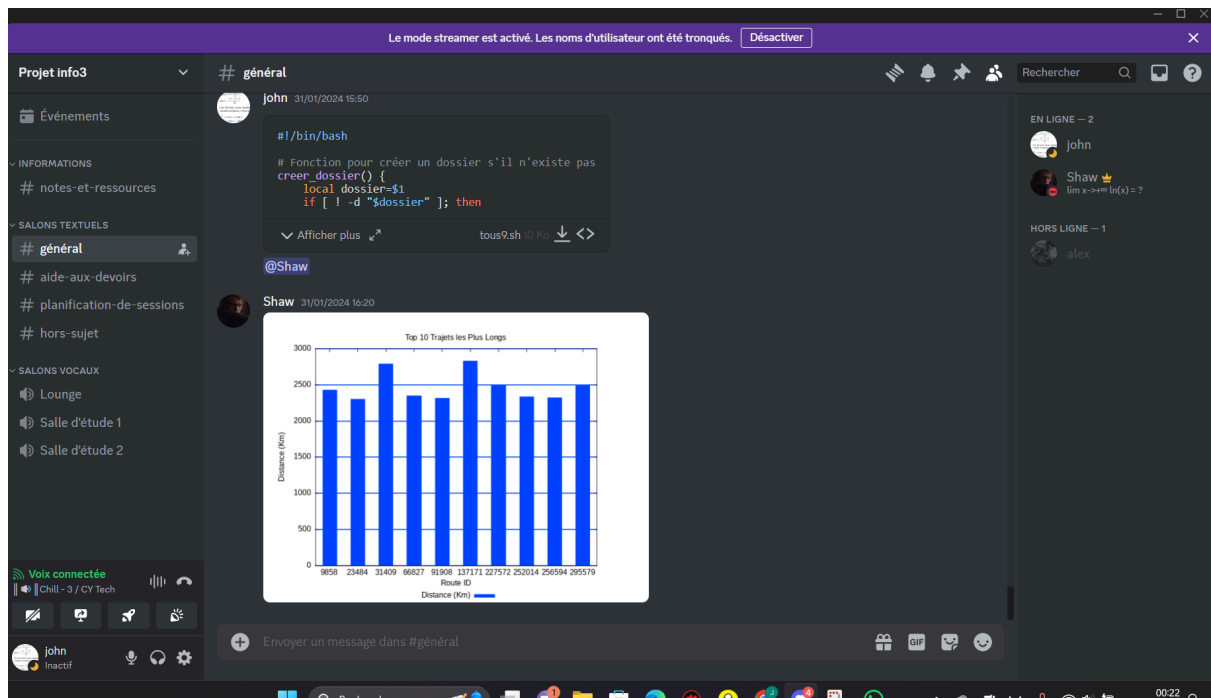 Le mode streamer est activé. Les noms d'utilisateur ont été tronqués. Désactiver
Projet info3
Événements
INFORMATIONS
# notes-et-ressources
SALONS TEXTUELS
# général
# aide-aux-devoirs
# planification-de-sessions
# hors-sujet
SALONS VOCAUX
Lounge
Salle d'étude 1
Salle d'étude 2
Voix connectée
Chill - 3 / CY Tech
john
Inactif
# général
Rechercher
john 31/01/2024 15:50
#!/bin/bash
# Fonction pour créer un dossier s'il n'existe pas
creer_dossier() {
local dossier=$1
if [ ! -d "$dossier" ]; then
Afficher plus tous9.sh 10 Ko
@Shaw
Shaw 31/01/2024 16:20
Top 10 Trajets les Plus Longs
3000
2500
2000
1500
1000
500
0
Distance (Km)
9858 23484 31409 66827 91908 137171 227572 252014 256594 295579
Route ID
Distance (Km)
Envoyer un message dans #général
GIF
EN LIGNE — 2
john
Shaw
lim x->+∞ ln(x) = ?
HORS LIGNE — 1
alex
00:22